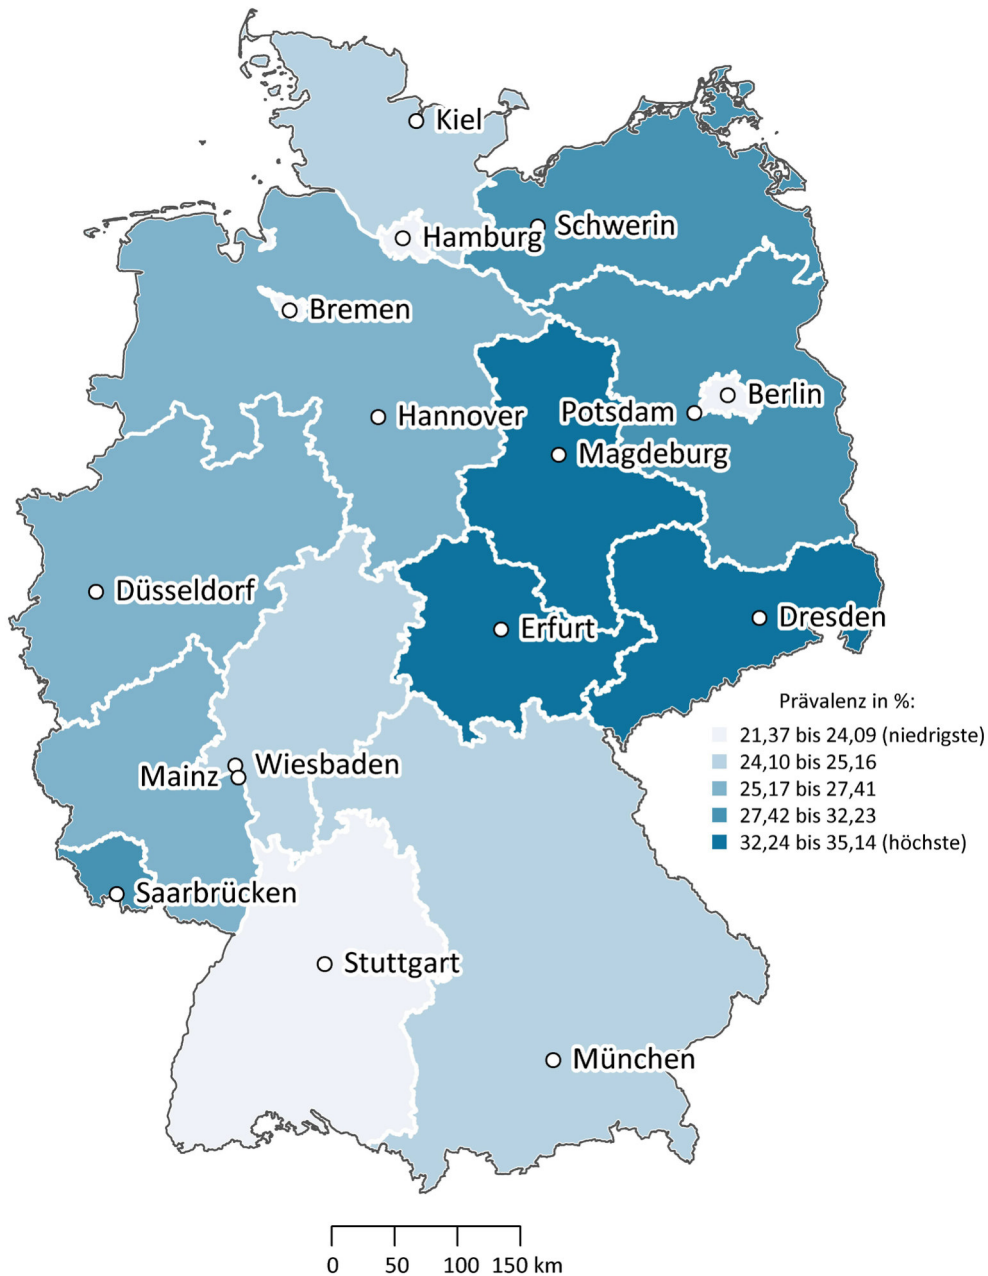 Kiel
Schwerin
Hamburg
Bremen
Berlin
Potsdam
Hannover
Magdeburg
Düsseldorf
Erfurt
Dresden
Wiesbaden
Mainz
Saarbrücken
Stuttgart
München
Prävalenz in %:
21,37 bis 24,09 (niedrigste)
24,10 bis 25,16
25,17 bis 27,41
27,42 bis 32,23
32,24 bis 35,14 (höchste)
0 50 100 150 km